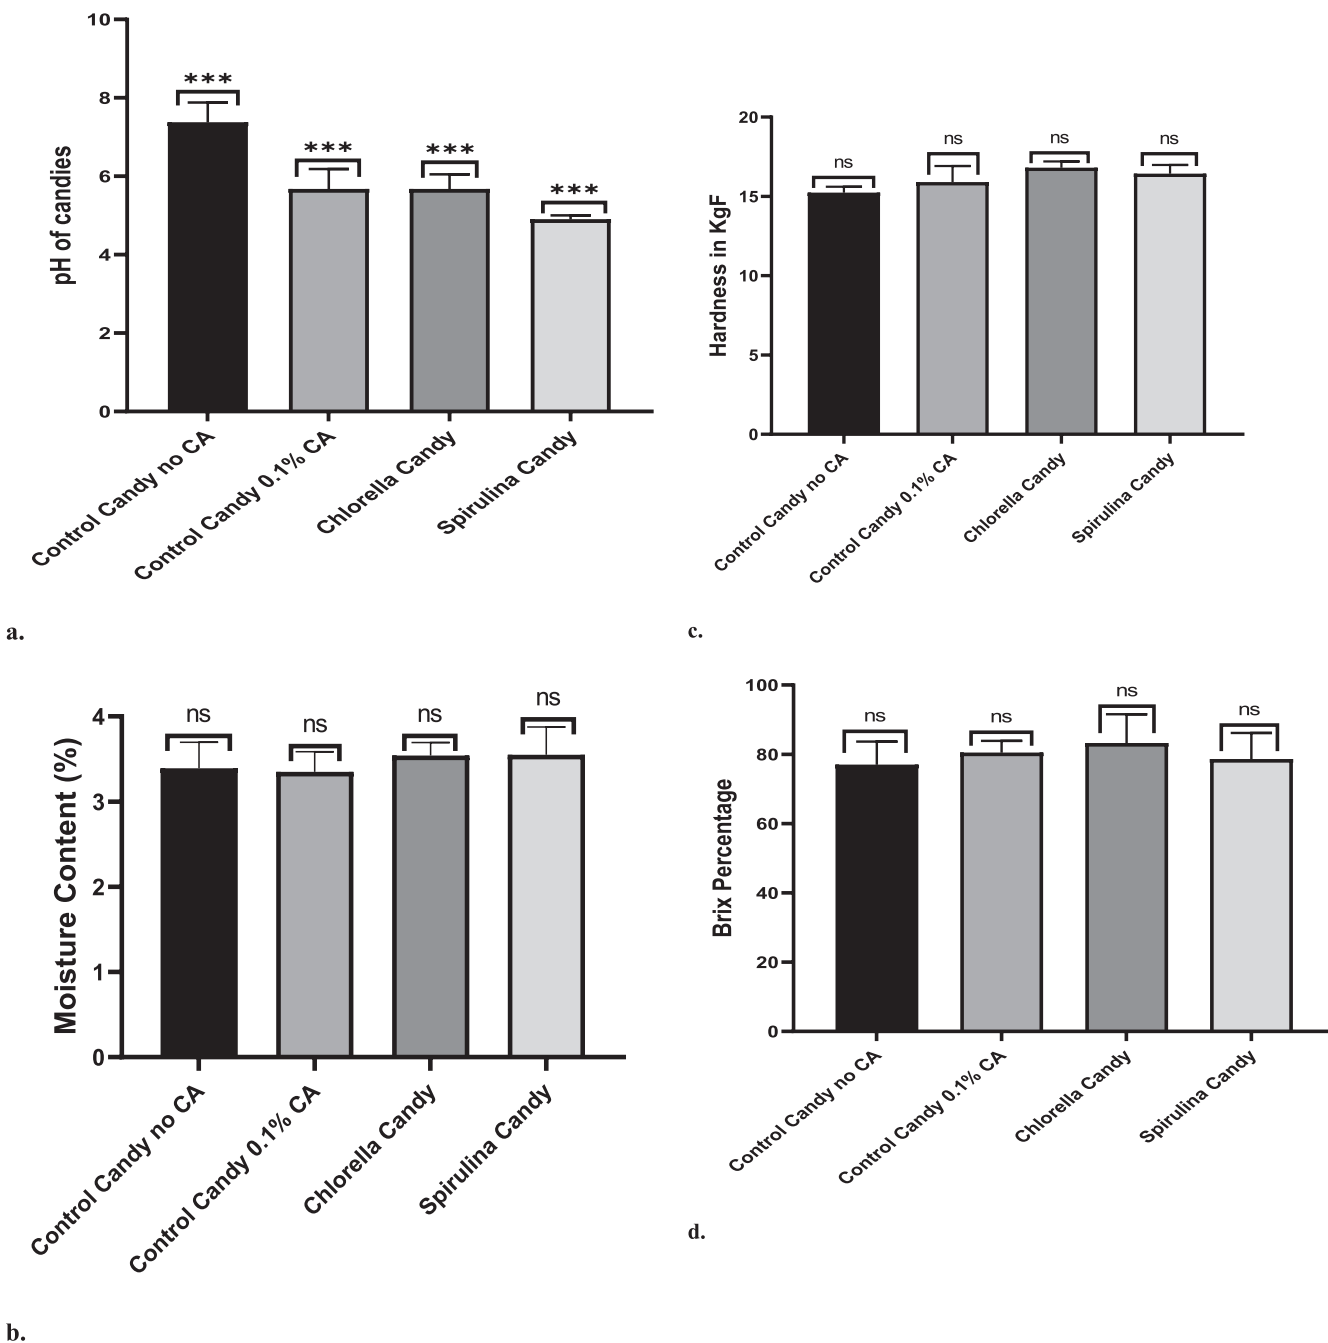 10
8
6
4
2
0
pH of candies
***
***
***
***
Control Candy no CA
Control Candy 0.1% CA
Chlorella Candy
Spirulina Candy
a.
20
15
10
5
0
Hardness in KgF
ns
ns
ns
ns
Control Candy no CA
Control Candy 0.1% CA
Chlorella Candy
Spirulina Candy
c.
4
3
2
1
0
Moisture Content (%)
ns
ns
ns
ns
Control Candy no CA
Control Candy 0.1% CA
Chlorella Candy
Spirulina Candy
b.
100
80
60
40
20
0
Brix Percentage
ns
ns
ns
ns
Control Candy no CA
Control Candy 0.1% CA
Chlorella Candy
Spirulina Candy
d.